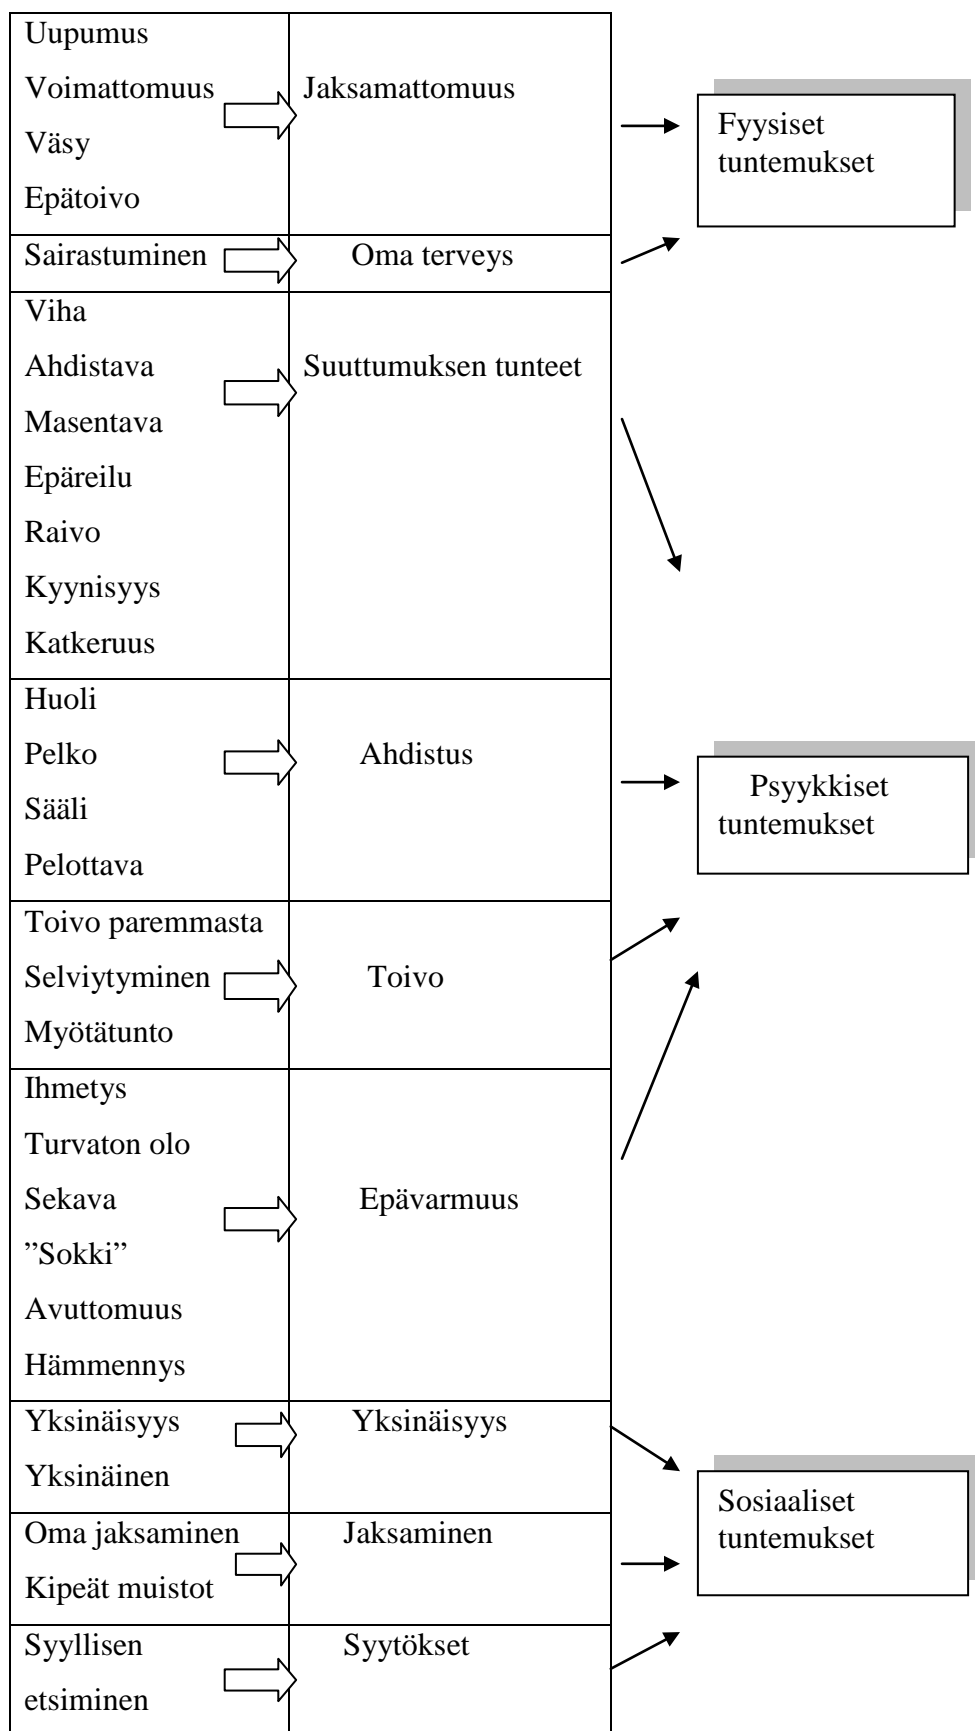 Uupumus
Voimattomuus
Jaksamattomuus
Väsy
Epätoivo
Fyysiset
tuntemukset
Sairastuminen
Oma terveys
Viha
Ahdistava
Suuttumuksen tunteet
Masentava
Epäreilu
Raivo
Kyynisyys
Katkeruus
Huoli
Pelko
Ahdistus
Sääli
Pelottava
Psyykkiset
tuntemukset
Toivo paremmasta
Selviytyminen
Toivo
Myötätunto
Ihmetys
Turvaton olo
Sekava
Epävarmuus
”Sokki”
Avuttomuus
Hämmennys
Yksinäisyys
Yksinäisyys
Yksinäinen
Sosiaaliset
tuntemukset
Oma jaksaminen
Jaksaminen
Kipeät muistot
Syyllisen
Syytökset
etsiminen